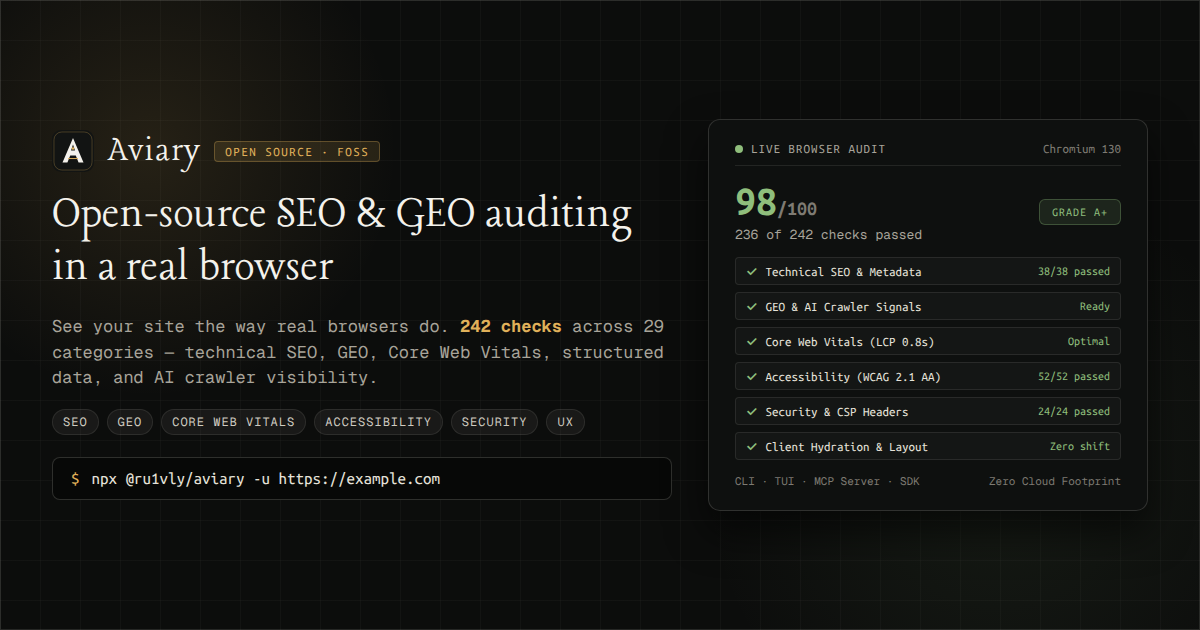 Aviary
OPEN SOURCE · FOSS
Open-source SEO & GEO auditing
in a real browser
See your site the way real browsers do. 242 checks across 29
categories — technical SEO, GEO, Core Web Vitals, structured
data, and AI crawler visibility.
SEO
GEO
CORE WEB VITALS
ACCESSIBILITY
SECURITY
UX
$ npx @ru1vly/aviary -u https://example.com
LIVE BROWSER AUDIT
Chromium 130
98/100
GRADE A+
236 of 242 checks passed
Technical SEO & Metadata
38/38 passed
GEO & AI Crawler Signals
Ready
Core Web Vitals (LCP 0.8s)
Optimal
Accessibility (WCAG 2.1 AA)
52/52 passed
Security & CSP Headers
24/24 passed
Client Hydration & Layout
Zero shift
CLI · TUI · MCP Server · SDK
Zero Cloud Footprint